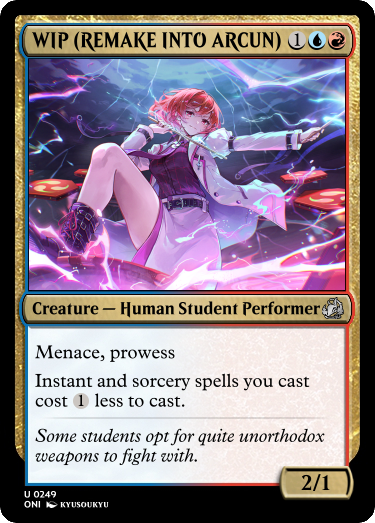 WIP (REMAKE INTO ARCUN) 1
Creature — Human Student Performer
Menace, prowess
Instant and sorcery spells you cast
cost 1 less to cast.
Some students opt for quite unorthodox
weapons to fight with.
2/1
U 0249
ONI KYUSOUKYU